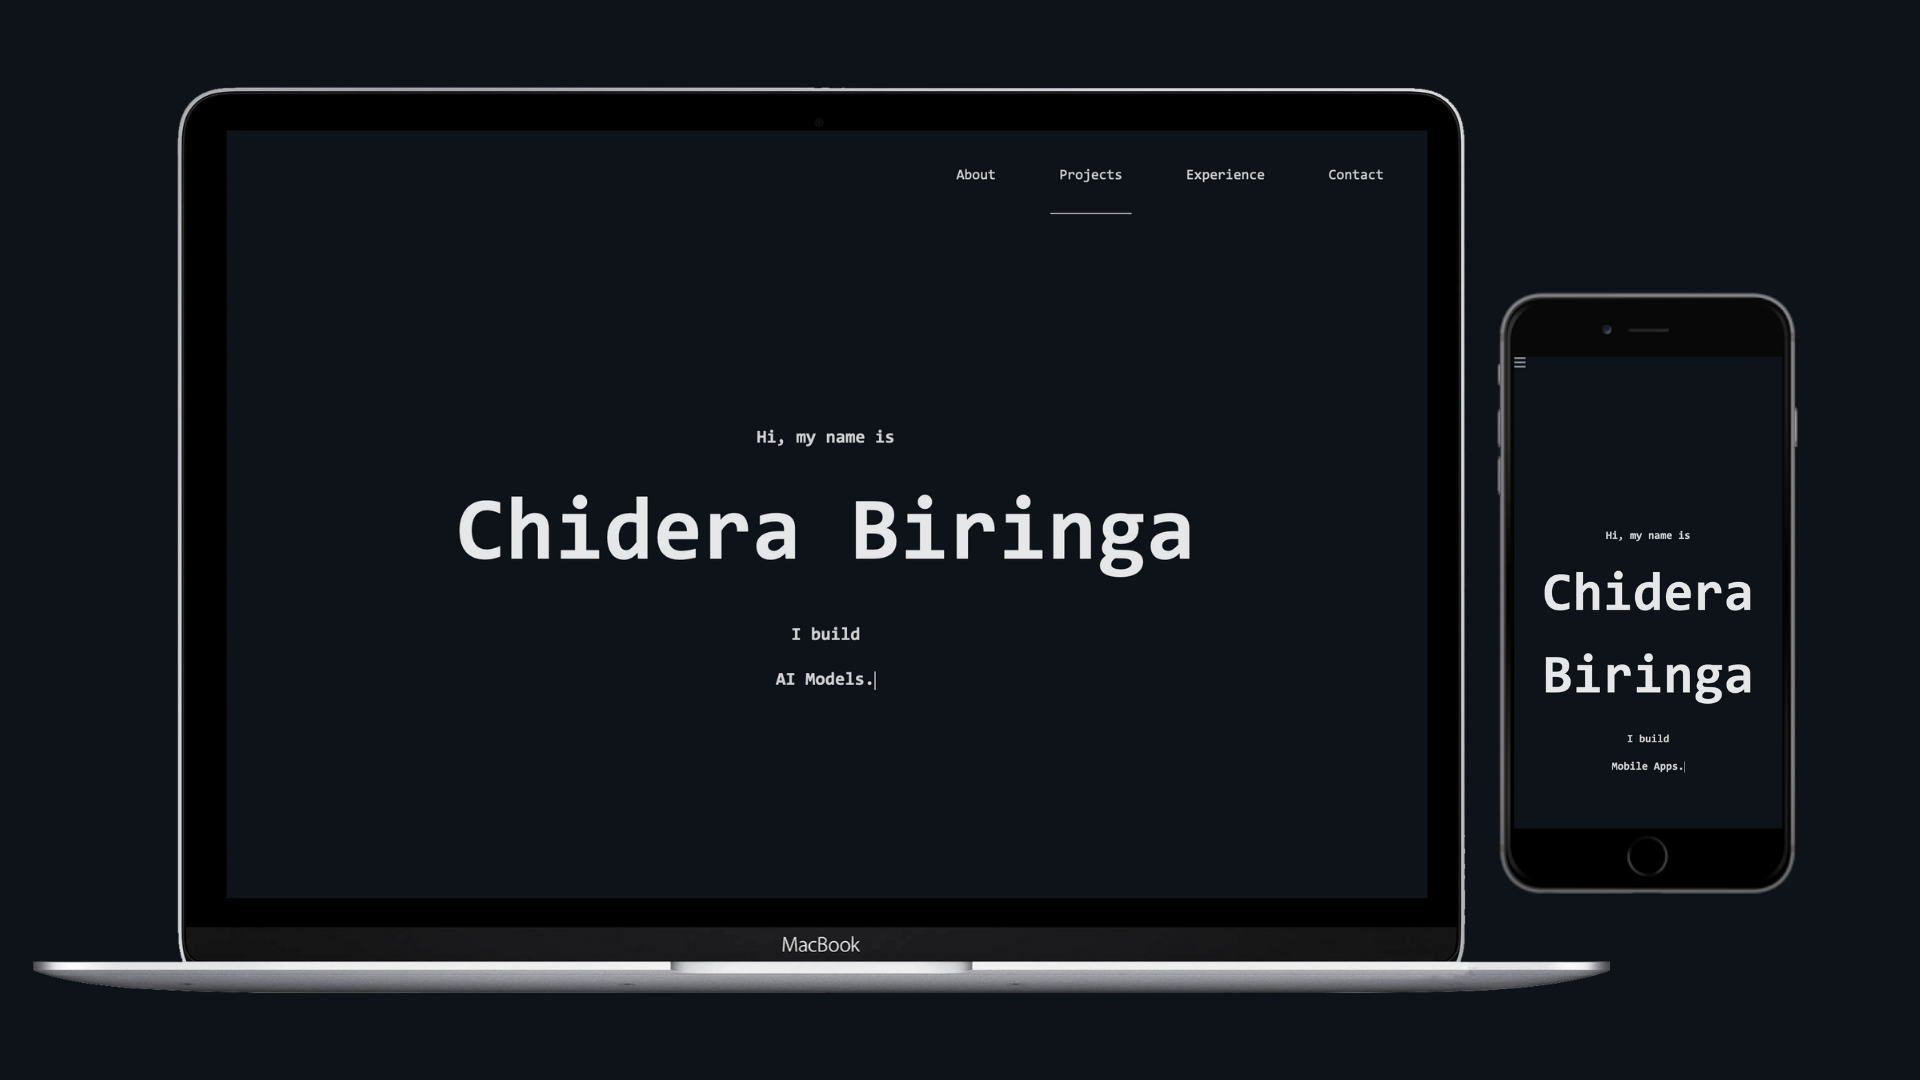 About Projects Experience Contact
Hi, my name is
Chidera Biringa
I build
AI Models.
MacBook
Hi, my name is
Chidera
Biringa
I build
Mobile Apps.